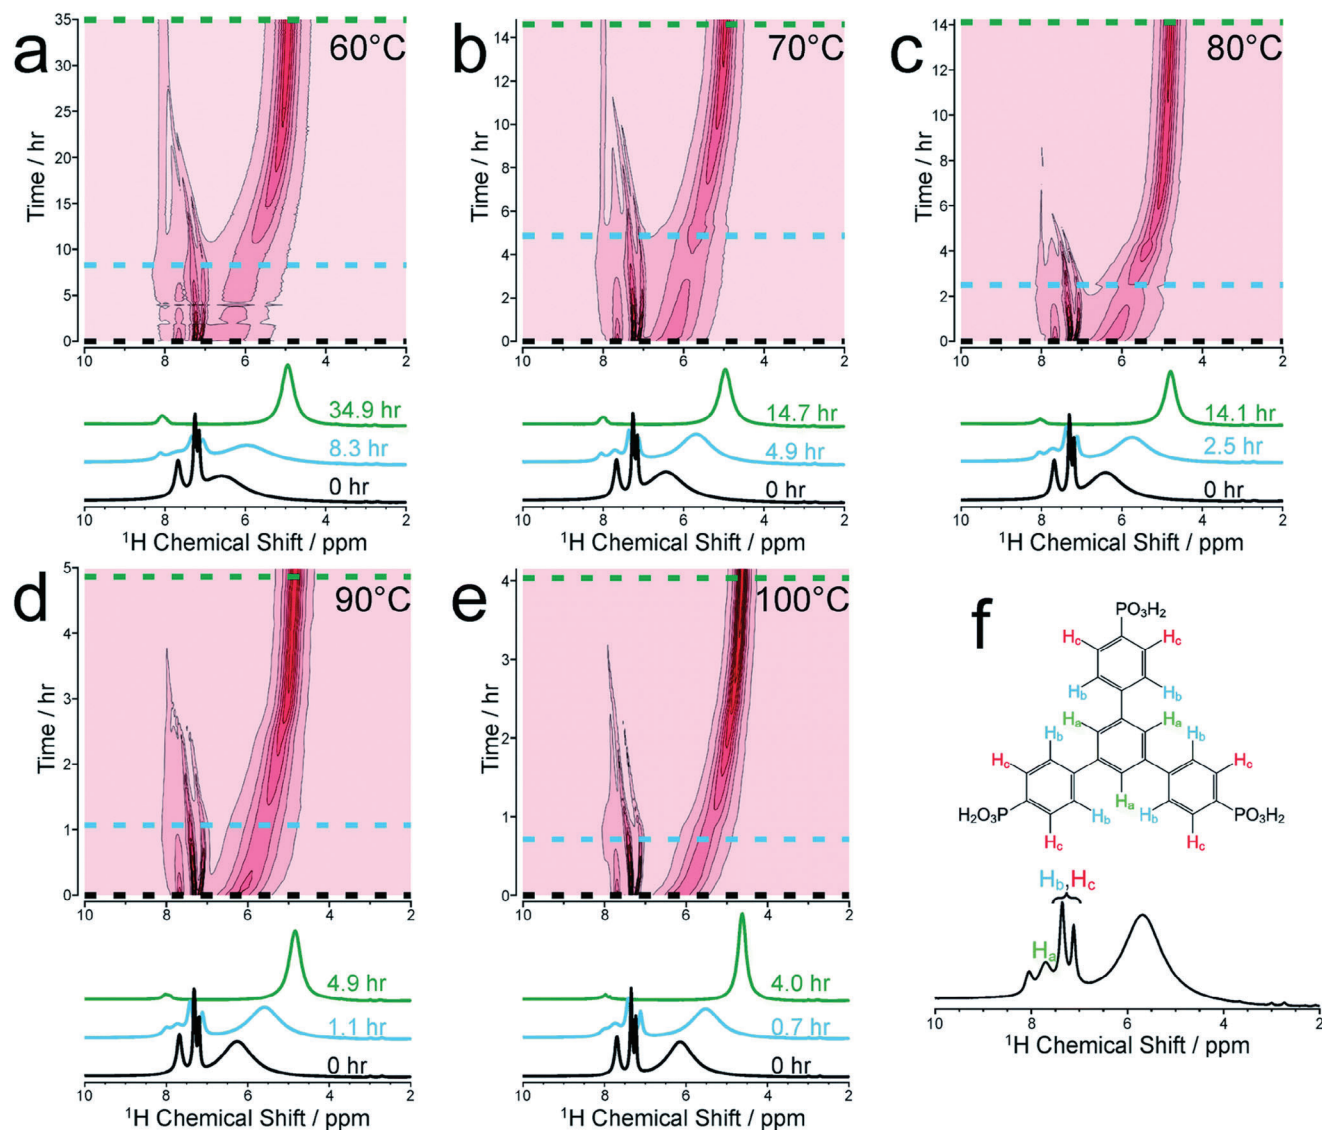 a
60°C
Time / hr
35
30
25
20
15
10
5
0
10 8 6 4 2
34.9 hr
8.3 hr
0 hr
10 8 6 4 2
¹H Chemical Shift / ppm
b
70°C
Time / hr
14
12
10
8
6
4
2
0
10 8 6 4 2
14.7 hr
4.9 hr
0 hr
10 8 6 4 2
¹H Chemical Shift / ppm
c
80°C
Time / hr
14
12
10
8
6
4
2
0
10 8 6 4 2
14.1 hr
2.5 hr
0 hr
10 8 6 4 2
¹H Chemical Shift / ppm
d
90°C
Time / hr
5
4
3
2
1
0
10 8 6 4 2
4.9 hr
1.1 hr
0 hr
10 8 6 4 2
¹H Chemical Shift / ppm
e
100°C
Time / hr
4
3
2
1
0
10 8 6 4 2
4.0 hr
0.7 hr
0 hr
10 8 6 4 2
¹H Chemical Shift / ppm
f
PO₃H₂
Hc Hc
Hb Hb
Ha Ha
Hb Hb
Hc Hc
Ha
H₂O₃P Hb Hb PO₃H₂
Hc Hc
Hb,Hc
Ha
10 8 6 4 2
¹H Chemical Shift / ppm